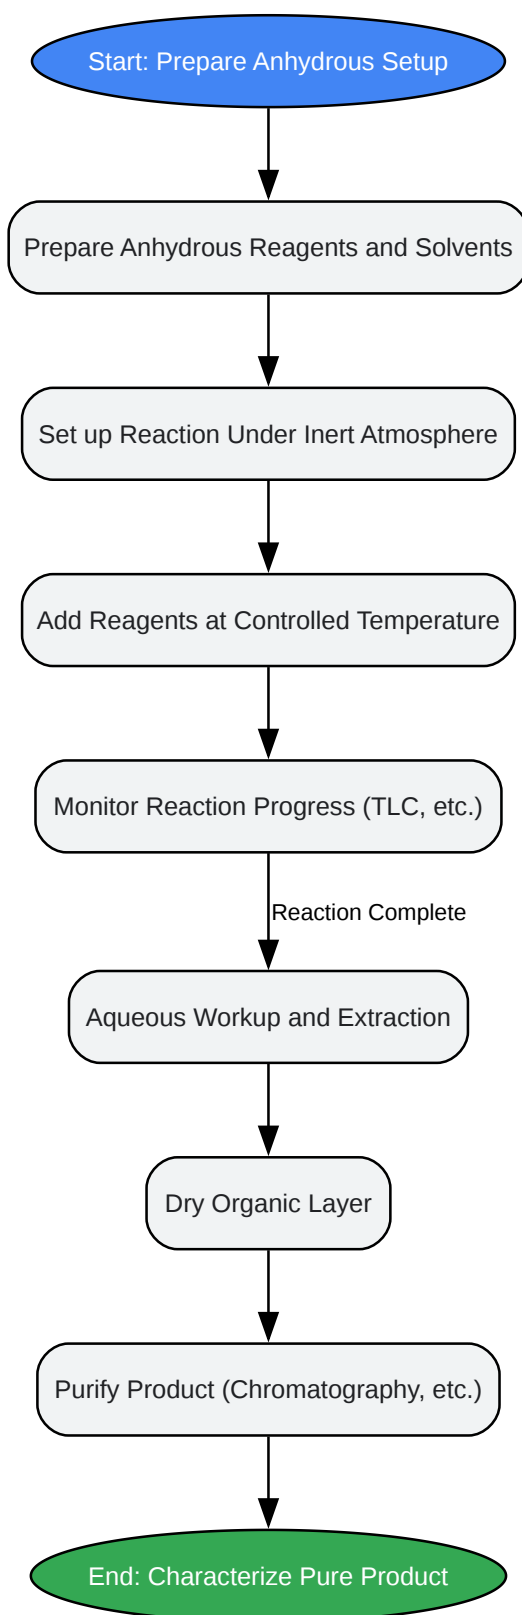 Start: Prepare Anhydrous Setup
Prepare Anhydrous Reagents and Solvents
Set up Reaction Under Inert Atmosphere
Add Reagents at Controlled Temperature
Monitor Reaction Progress (TLC, etc.)
Reaction Complete
Aqueous Workup and Extraction
Dry Organic Layer
Purify Product (Chromatography, etc.)
End: Characterize Pure Product